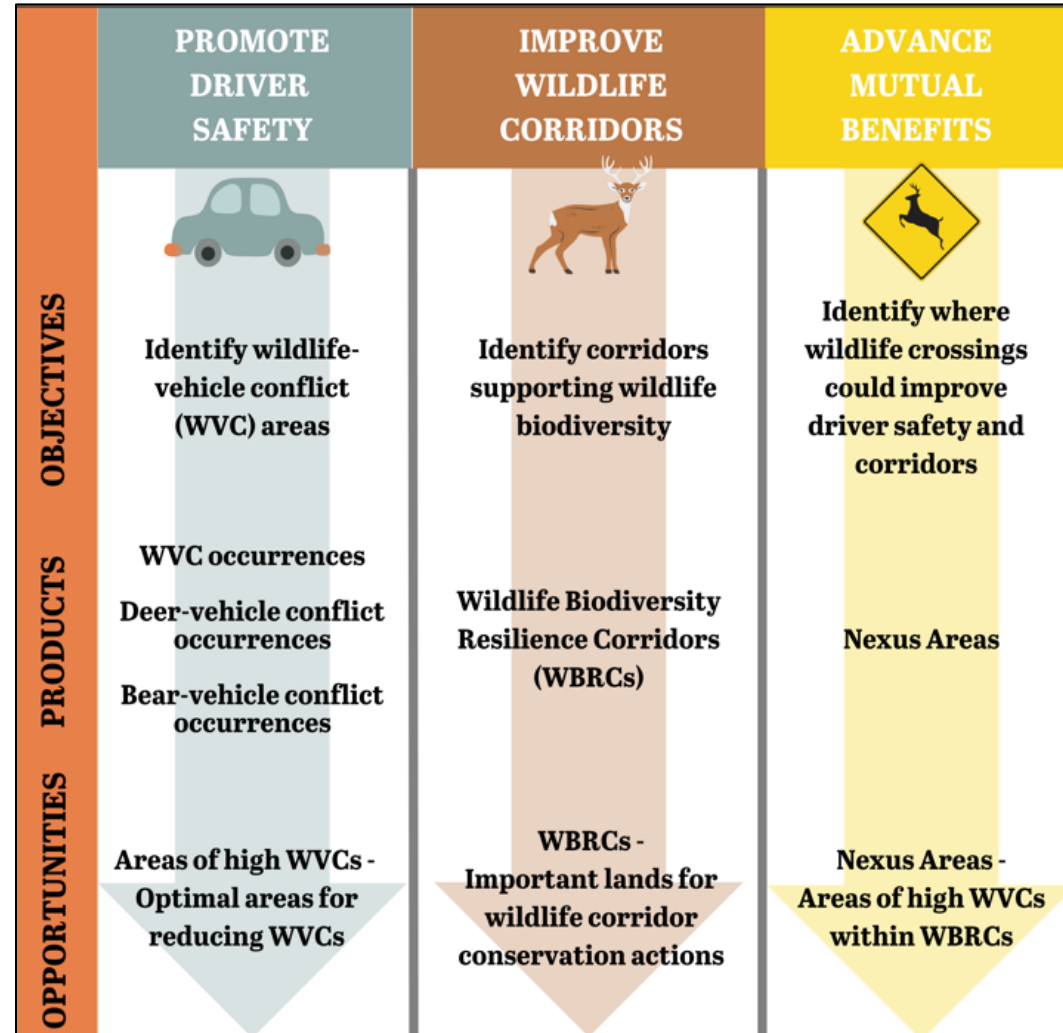 PROMOTE
DRIVER
SAFETY
IMPROVE
WILDLIFE
CORRIDORS
ADVANCE
MUTUAL
BENEFITS
OBJECTIVES
Identify wildlife-
vehicle conflict
(WVC) areas
Identify corridors
supporting wildlife
biodiversity
Identify where
wildlife crossings
could improve
driver safety and
corridors
PRODUCTS
WVC occurrences
Deer-vehicle conflict
occurrences
Bear-vehicle conflict
occurrences
Wildlife Biodiversity
Resilience Corridors
(WBRCs)
Nexus Areas
OPPORTUNITIES
Areas of high WVCs -
Optimal areas for
reducing WVCs
WBRCs -
Important lands for
wildlife corridor
conservation actions
Nexus Areas -
Areas of high WVCs
within WBRCs